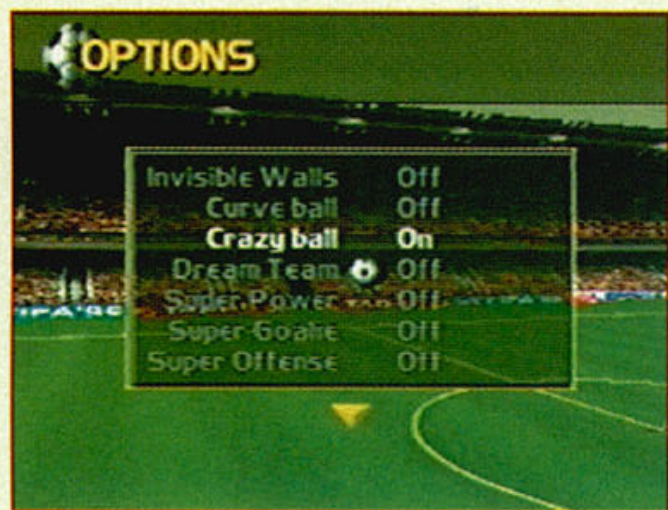 OPTIONS
Invisible Walls Off
Curve ball Off
Crazy ball On
Dream Team Off
Super Power Off
Super Goalie Off
Super Offense Off